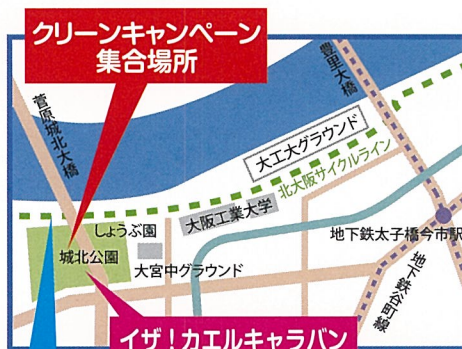 クリーンキャンペーン
集合場所
菅原城北大橋
豊里大橋
大工大グラウンド
北大阪サイクルライン
しょうぶ園
大阪工業大学
城北公園
大宮中グラウンド
地下鉄太子橋今市駅
地下鉄谷町線
イザ！カエルキャラバン